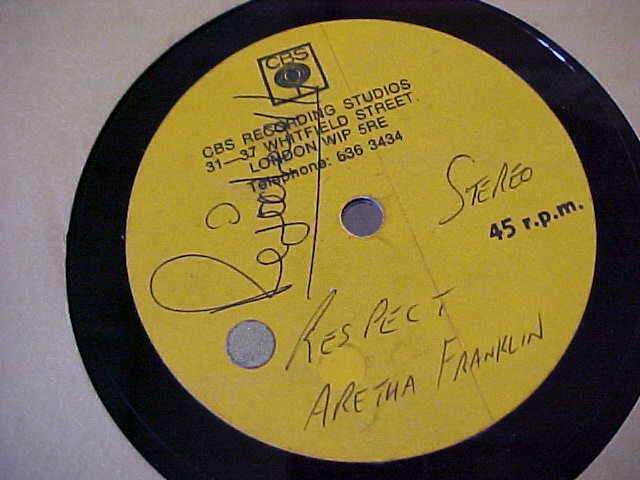 CBS
CBS RECORDING STUDIOS
31-37 WHITFIELD STREET
LONDON W1P 5RE
Telephone: 636 3434
STEREO
45 r.p.m.
RESPECT
ARETHA FRANKLIN